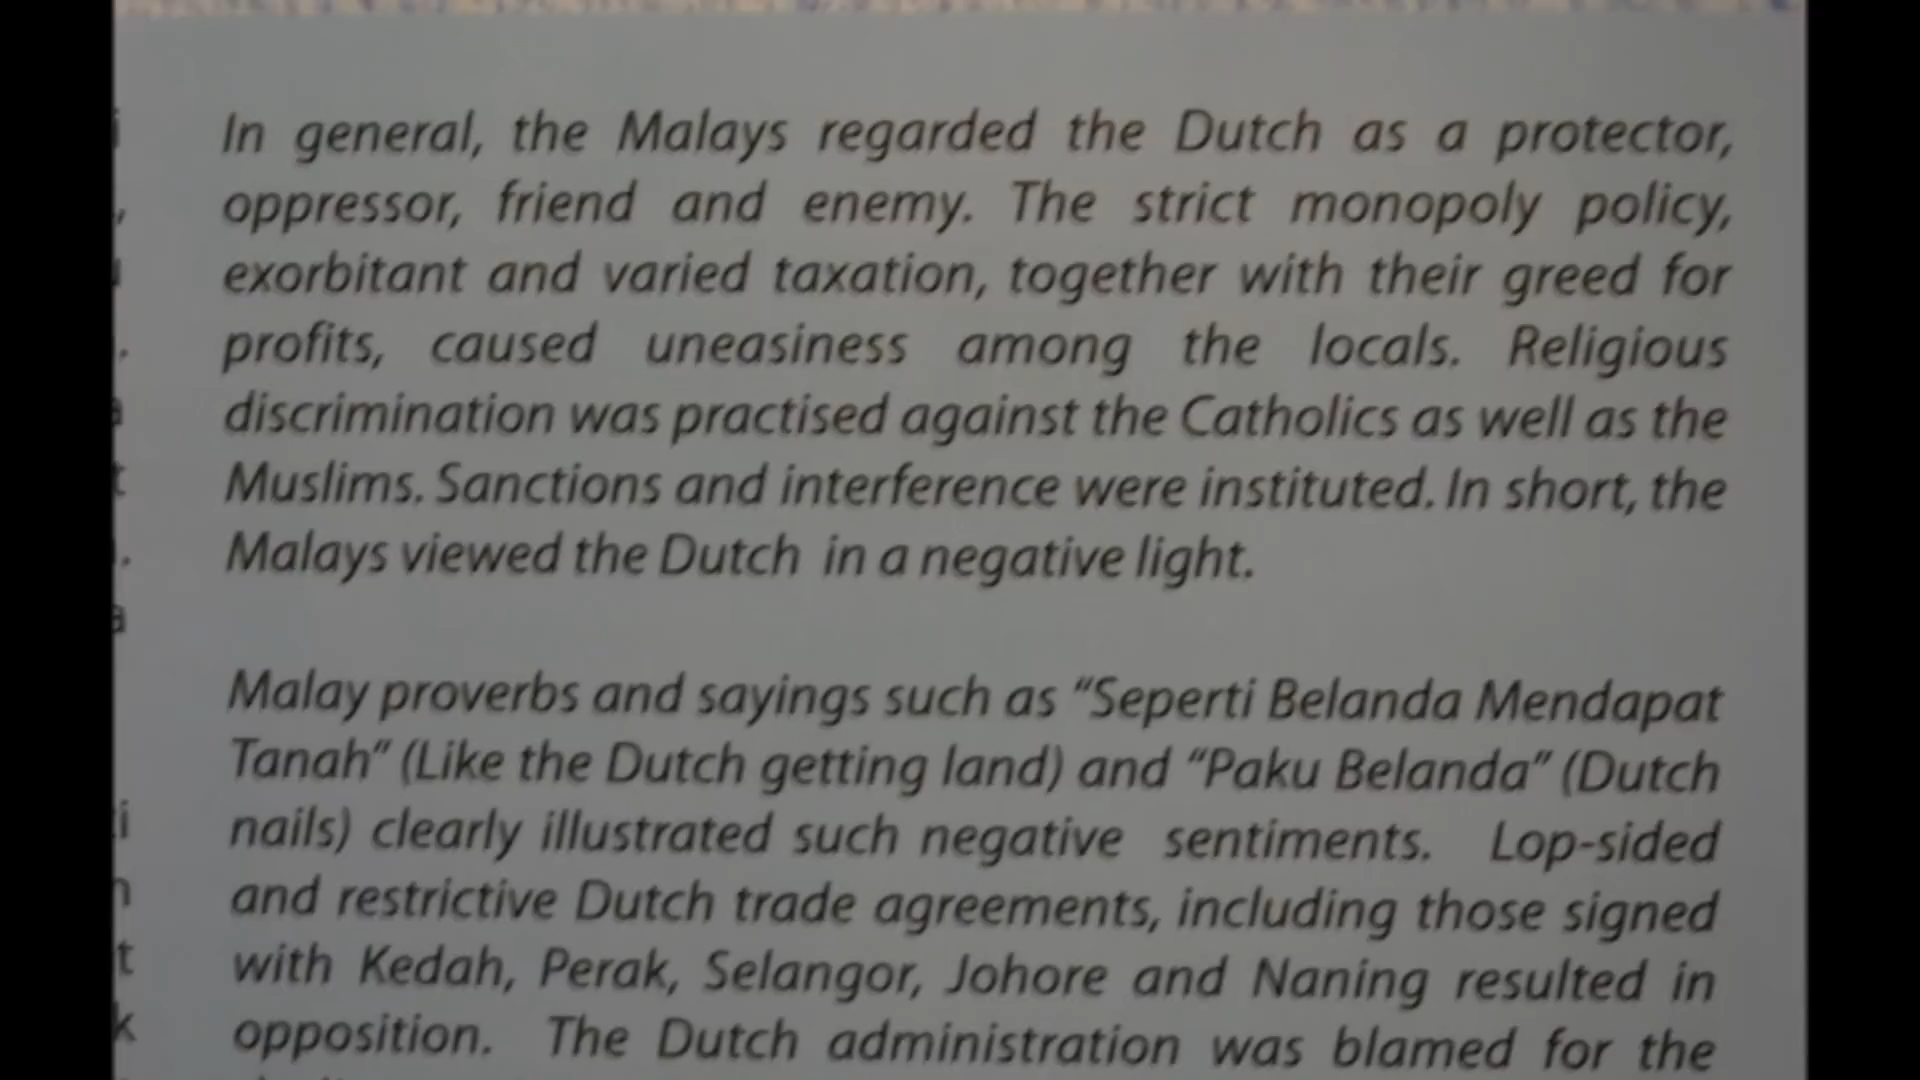 In general, the Malays regarded the Dutch as a protector,
oppressor, friend and enemy. The strict monopoly policy,
exorbitant and varied taxation, together with their greed for
profits, caused uneasiness among the locals. Religious
discrimination was practised against the Catholics as well as the
Muslims. Sanctions and interference were instituted. In short, the
Malays viewed the Dutch in a negative light.
Malay proverbs and sayings such as “Seperti Belanda Mendapat
Tanah” (Like the Dutch getting land) and “Paku Belanda” (Dutch
nails) clearly illustrated such negative sentiments. Lop-sided
and restrictive Dutch trade agreements, including those signed
with Kedah, Perak, Selangor, Johore and Naning resulted in
opposition. The Dutch administration was blamed for the